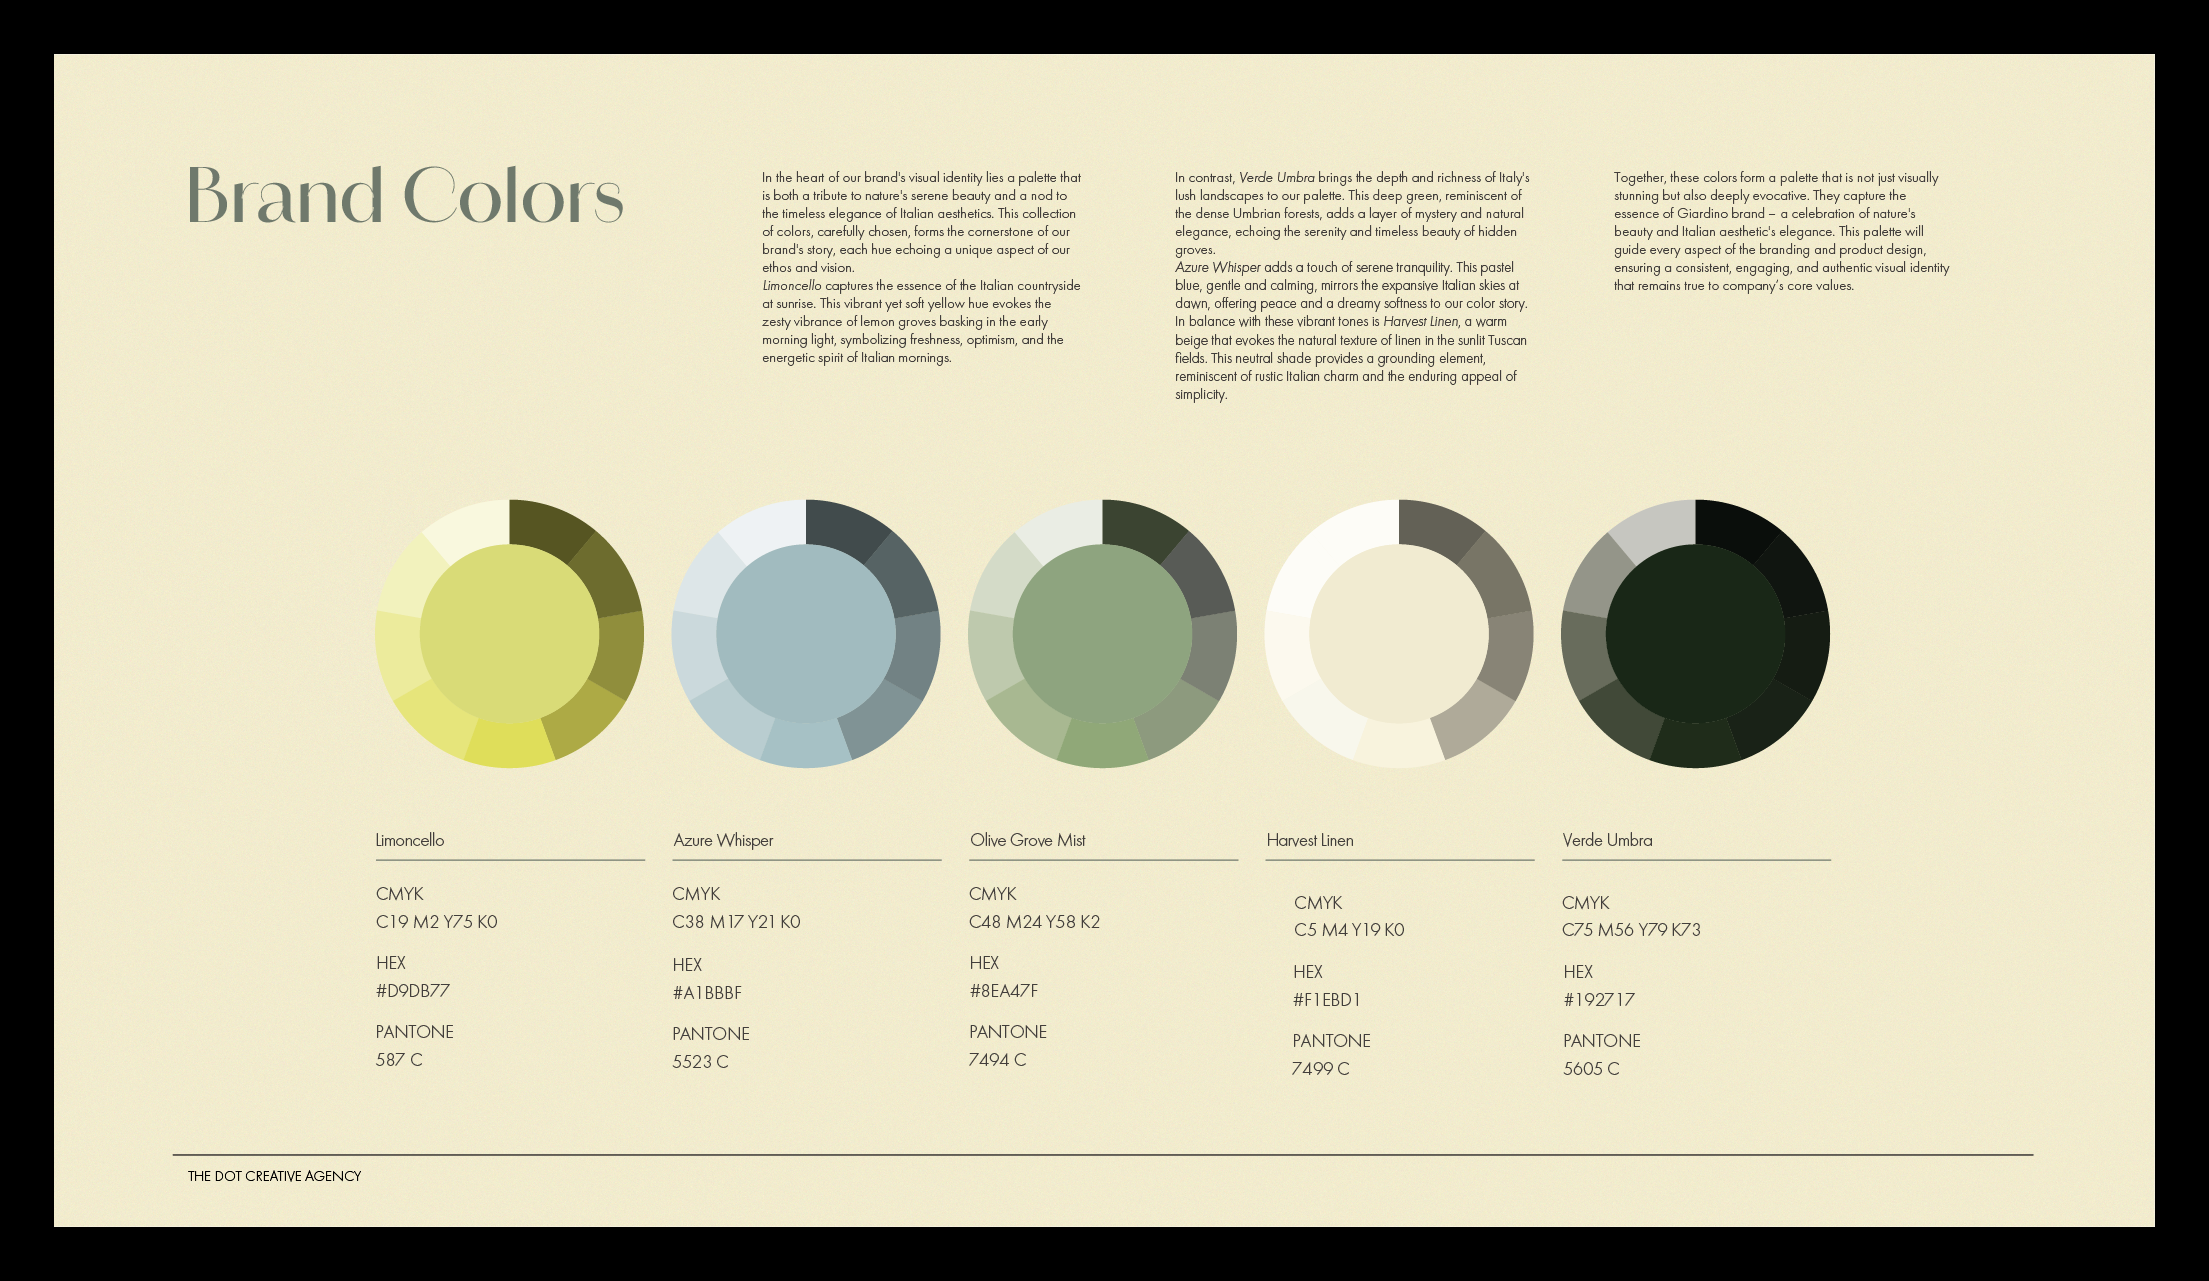 Brand Colors
In the heart of our brand's visual identity lies a palette that
is both a tribute to nature's serene beauty and a nod to
the timeless elegance of Italian aesthetics. This collection
of colors, carefully chosen, forms the cornerstone of our
brand's story, each hue echoing a unique aspect of our
ethos and vision.
Limoncello captures the essence of the Italian countryside
at sunrise. This vibrant yet soft yellow hue evokes the
zesty vibrance of lemon groves basking in the early
morning light, symbolizing freshness, optimism, and the
energetic spirit of Italian mornings.
In contrast, Verde Umbra brings the depth and richness of Italy's
lush landscapes to our palette. This deep green, reminiscent of
the dense Umbrian forests, adds a layer of mystery and natural
elegance, echoing the serenity and timeless beauty of hidden
groves.
Azure Whisper adds a touch of serene tranquility. This pastel
blue, gentle and calming, mirrors the expansive Italian skies at
dawn, offering peace and a dreamy softness to our color story.
In balance with these vibrant tones is Harvest Linen, a warm
beige that evokes the natural texture of linen in the sunlit Tuscan
fields. This neutral shade provides a grounding element,
reminiscent of rustic Italian charm and the enduring appeal of
simplicity.
Together, these colors form a palette that is not just visually
stunning but also deeply evocative. They capture the
essence of Giardino brand – a celebration of nature's
beauty and Italian aesthetic's elegance. This palette will
guide every aspect of the branding and product design,
ensuring a consistent, engaging, and authentic visual identity
that remains true to company's core values.
Limoncello
CMYK
C19 M2 Y75 K0
HEX
#D9DB77
PANTONE
587 C
Azure Whisper
CMYK
C38 M17 Y21 K0
HEX
#A1BBBF
PANTONE
5523 C
Olive Grove Mist
CMYK
C48 M24 Y58 K2
HEX
#8EA47F
PANTONE
7494 C
Harvest Linen
CMYK
C5 M4 Y19 K0
HEX
#F1EBD1
PANTONE
7499 C
Verde Umbra
CMYK
C75 M56 Y79 K73
HEX
#192717
PANTONE
5605 C
THE DOT CREATIVE AGENCY